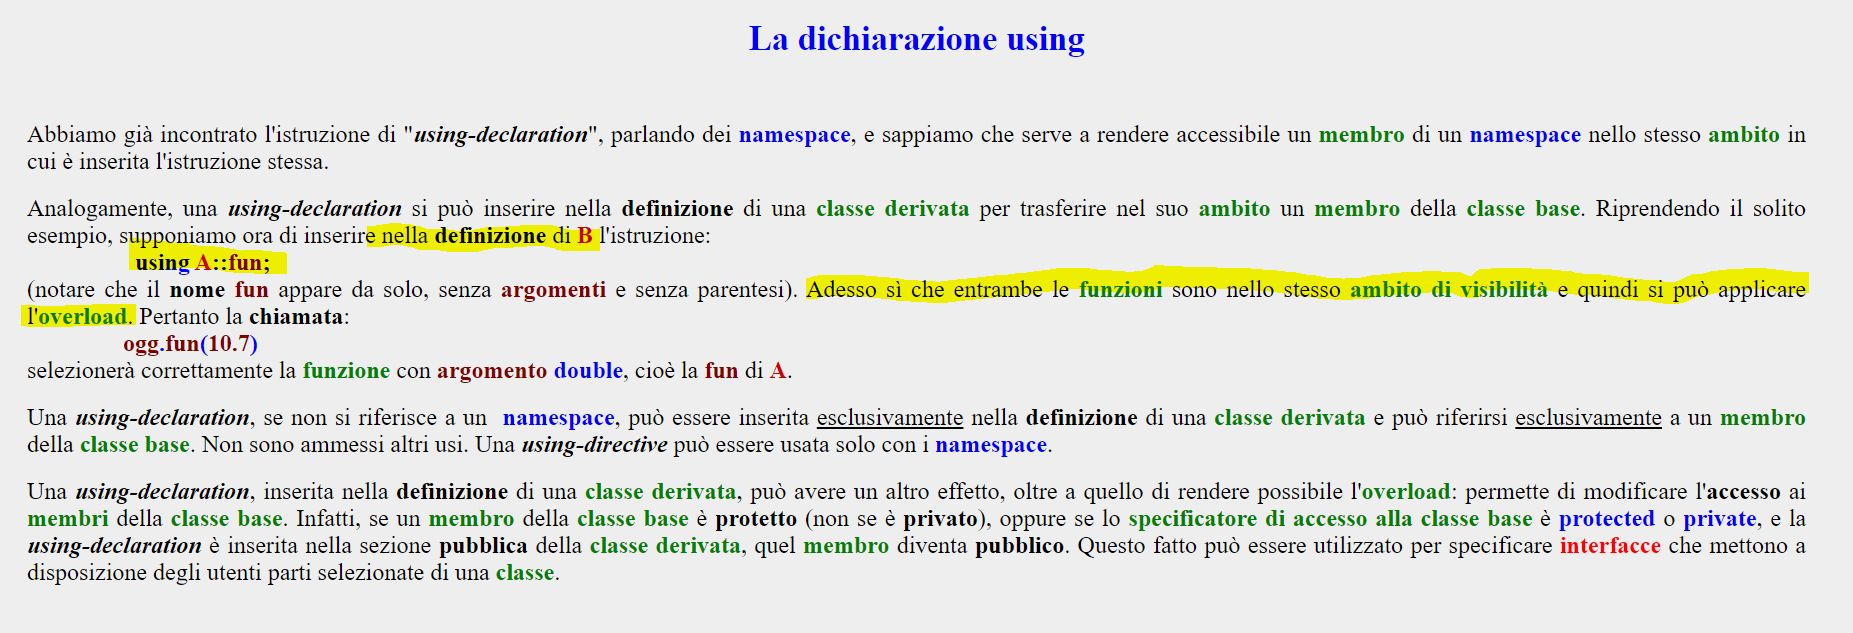 La dichiarazione using
Abbiamo già incontrato l'istruzione di "using-declaration", parlando dei namespace, e sappiamo che serve a rendere accessibile un membro di un namespace nello stesso ambito in
cui è inserita l'istruzione stessa.
Analogamente, una using-declaration si può inserire nella definizione di una classe derivata per trasferire nel suo ambito un membro della classe base. Riprendendo il solito
esempio, supponiamo ora di inserire nella definizione di B l'istruzione:
using A::fun;
(notare che il nome fun appare da solo, senza argomenti e senza parentesi). Adesso sì che entrambe le funzioni sono nello stesso ambito di visibilità e quindi si può applicare
l'overload. Pertanto la chiamata:
ogg.fun(10.7)
selezionerà correttamente la funzione con argomento double, cioè la fun di A.
Una using-declaration, se non si riferisce a un namespace, può essere inserita esclusivamente nella definizione di una classe derivata e può riferirsi esclusivamente a un membro
della classe base. Non sono ammessi altri usi. Una using-directive può essere usata solo con i namespace.
Una using-declaration, inserita nella definizione di una classe derivata, può avere un altro effetto, oltre a quello di rendere possibile l'overload: permette di modificare l'accesso ai
membri della classe base. Infatti, se un membro della classe base è protetto (non se è privato), oppure se lo specificatore di accesso alla classe base è protected o private, e la
using-declaration è inserita nella sezione pubblica della classe derivata, quel membro diventa pubblico. Questo fatto può essere utilizzato per specificare interfacce che mettono a
disposizione degli utenti parti selezionate di una classe.